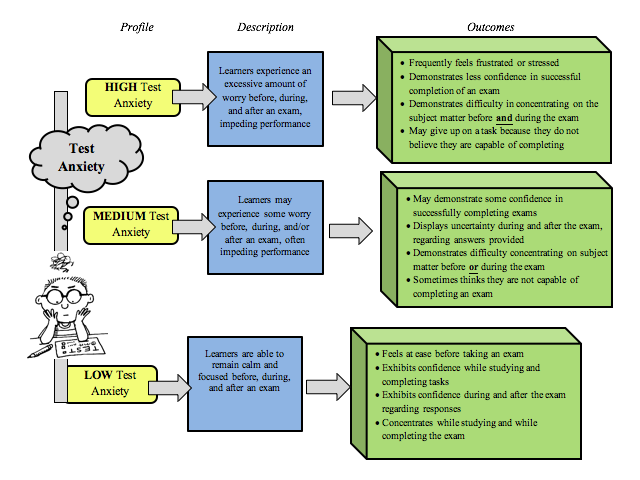 Profile
Description
Outcomes
HIGH Test
Anxiety
Learners experience an
excessive amount of
worry before, during,
and after an exam,
impeding performance
• Frequently feels frustrated or stressed
• Demonstrates less confidence in successful
completion of an exam
• Demonstrates difficulty in concentrating on the
subject matter before and during the exam
• May give up on a task because they do not
believe they are capable of completing
Test
Anxiety
MEDIUM Test
Anxiety
Learners may
experience some worry
before, during, and/or
after an exam, often
impeding performance
• May demonstrate some confidence in
successfully completing exams
• Displays uncertainty during and after the exam,
regarding answers provided
• Demonstrates difficulty concentrating on subject
matter before or during the exam
• Sometimes thinks they are not capable of
completing an exam
TEST
LOW Test
Anxiety
Learners are able to
remain calm and
focused before, during,
and after an exam
• Feels at ease before taking an exam
• Exhibits confidence while studying and
completing tasks
• Exhibits confidence during and after the exam
regarding responses
• Concentrates while studying and while
completing the exam